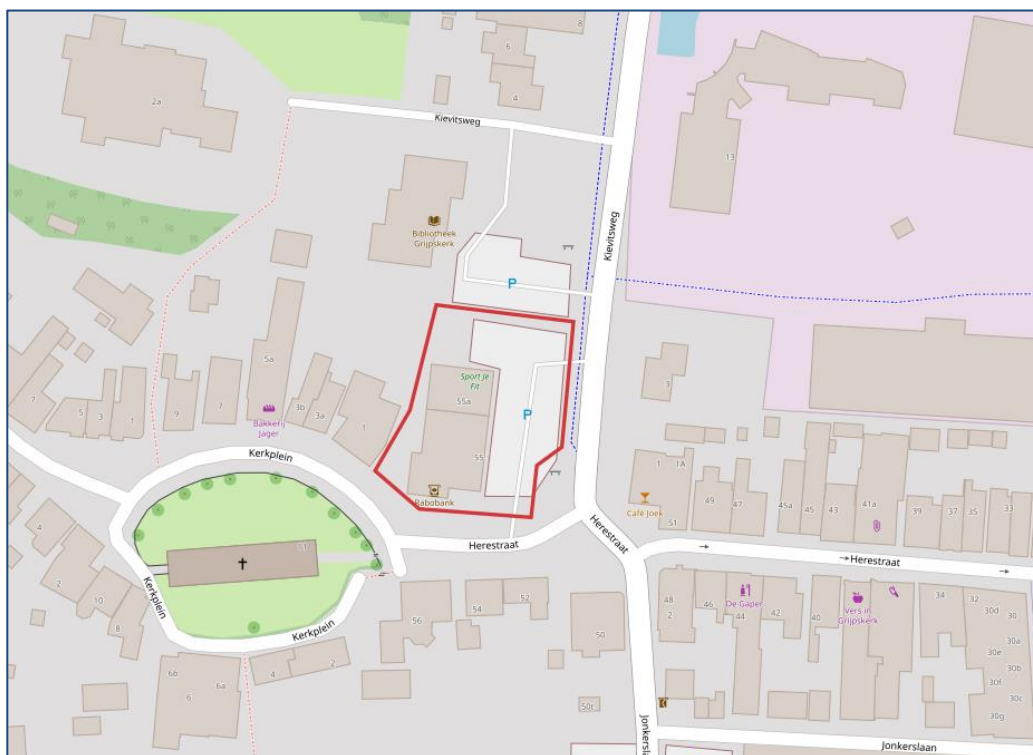 8
6
4
2a
Kievitsweg
13
Bibliotheek
Grijpskerk
Kievitsweg
P
5a
3
Sport Je
Fit
55a
7
5
3
1
9
7
3b
3a
1
Bakkerij
Jager
P
55
Kerkplein
Rabobank
1
1A
49
47
45a
45
43
41a
39
37
35
33
Café Joek
51
4
11
Herestraat
Herestraat
Herestraat
2
10
8
Kerkplein
Kerkplein
56
54
52
50
48
2
46
De Gaper
44
42
40
Vers in
Grijpskerk
34
32
30d
30
30a
30e
30b
30f
30c
30g
6b
6a
6
4
2
50c
Jonkerslaan
Jonkerslaan